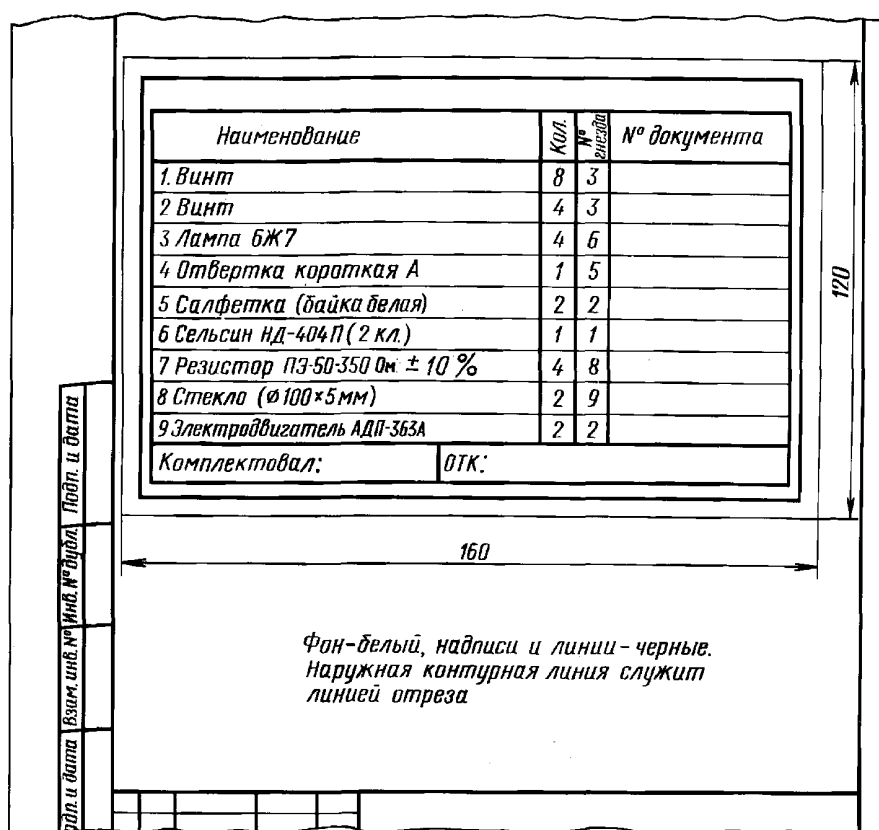 Наименование Кол. № гнезда № документа
1. Винт 8 3
2 Винт 4 3
3 Лампа 6Ж7 4 6
4 Отвертка короткая А 1 5
5 Салфетка (байка белая) 2 2
6 Сельсин НД-404П (2 кл.) 1 1
7 Резистор ПЭ-50-350 Ом ± 10 % 4 8
8 Стекло (ø100×5мм) 2 9
9 Электродвигатель АДП-363А 2 2
Комплектовал: ОТК:
120
160
Фон-белый, надписи и линии-черные.
Наружная контурная линия служит
линией отреза
Подп. и дата
Инв. № дубл.
Взам. инв. №
дп. и дата